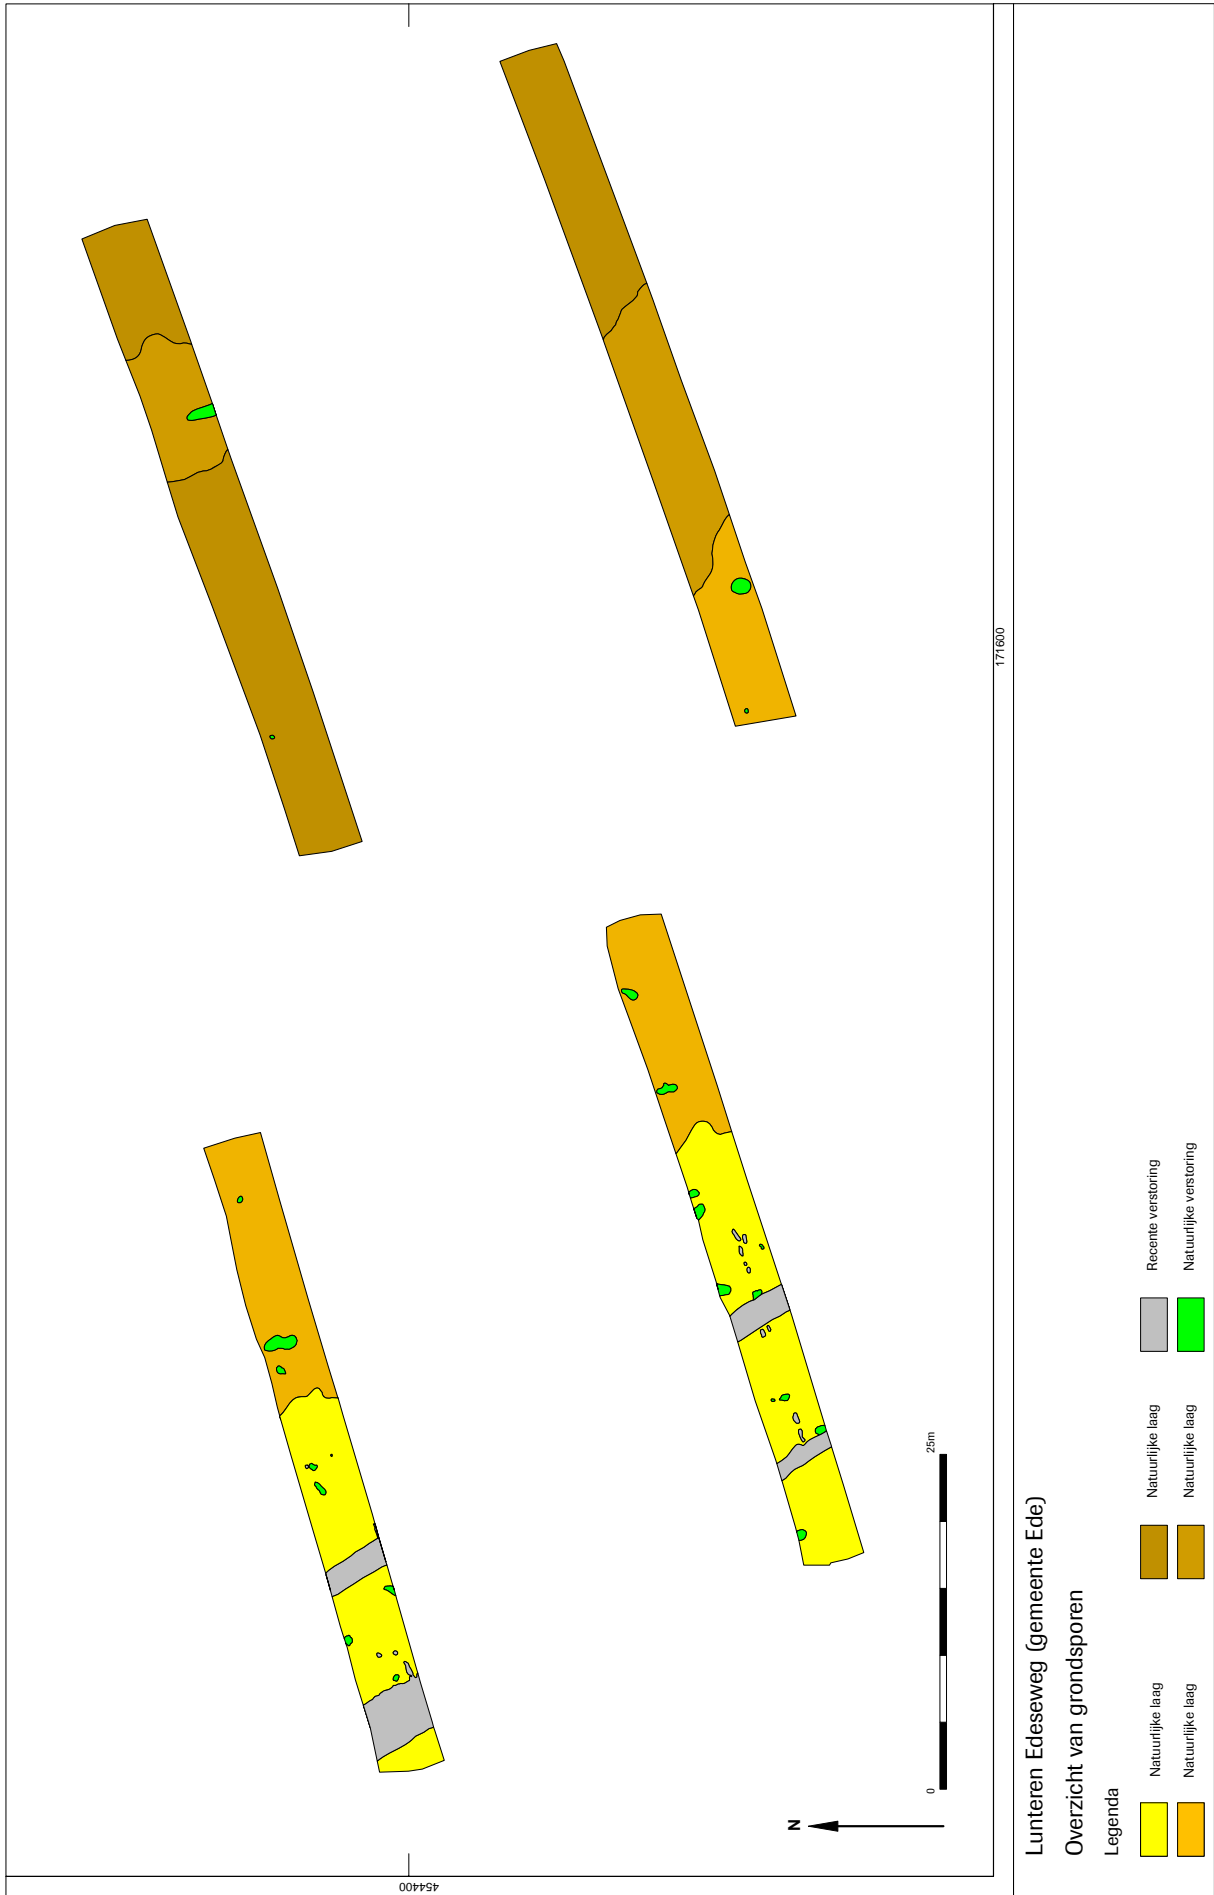 454400
171600
N
0
25m
Lunteren Edeseweg (gemeente Ede)
Overzicht van grondsporen
Legenda
Natuurlijke laag
Natuurlijke laag
Recente verstoring
Natuurlijke laag
Natuurlijke laag
Natuurlijke verstoring